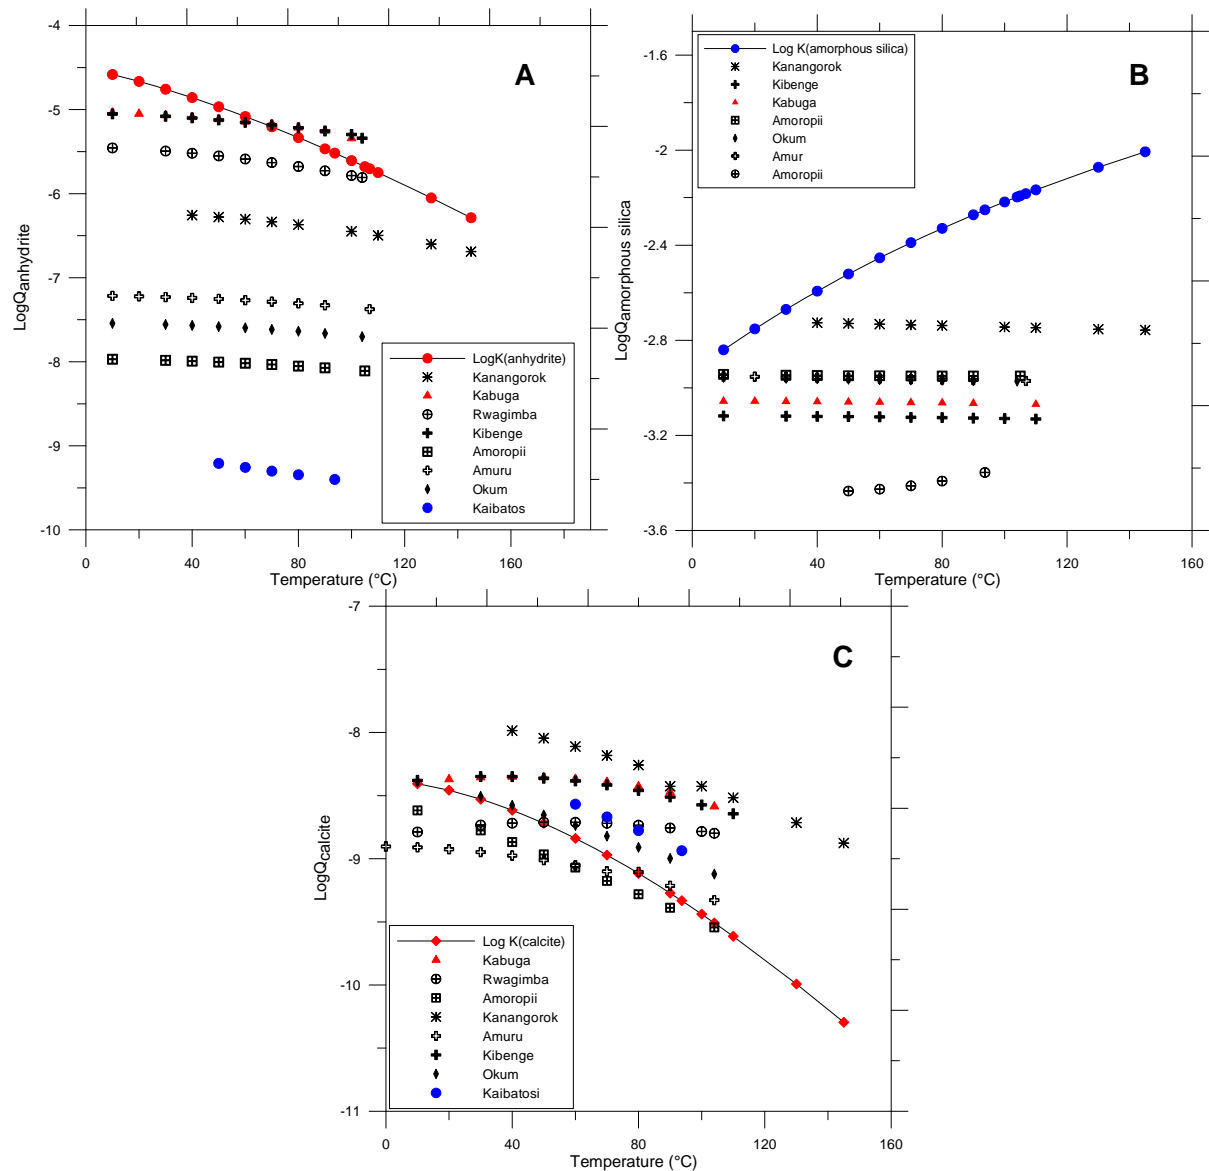 -4
-5
-6
-7
-8
-9
-10
LogQanhydrite
A
LogK(anhydrite)
Kanangorok
Kabuga
Rwagimba
Kibenge
Amoropii
Amuru
Okum
Kaibatos
0
40
80
120
160
Temperature (°C)
-1.6
-2
-2.4
-2.8
-3.2
-3.6
LogQamorphous silica
B
Log K(amorphous silica)
Kanangorok
Kibenge
Kabuga
Amoropii
Okum
Amur
Amoropii
0
40
80
120
160
Temperature (°C)
-7
-8
-9
-10
-11
LogQcalcite
C
Log K(calcite)
Kabuga
Rwagimba
Amoropii
Kanangorok
Amuru
Kibenge
Okum
Kaibatosi
0
40
80
120
160
Temperature (°C)